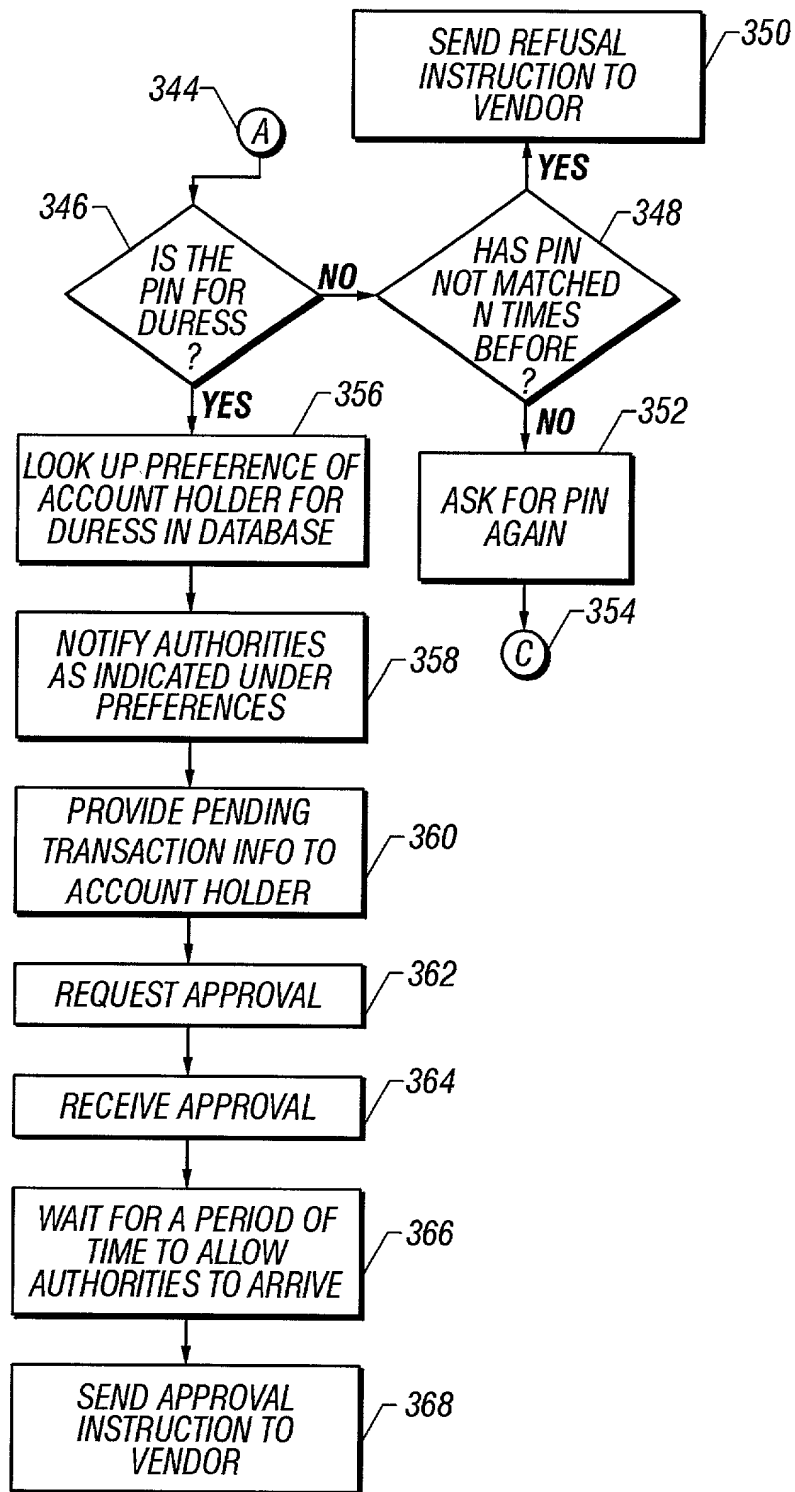 344
A
346
IS THE
PIN FOR
DURESS
?
NO
YES
348
HAS PIN
NOT MATCHED
N TIMES
BEFORE
?
YES
NO
SEND REFUSAL
INSTRUCTION TO
VENDOR
350
352
ASK FOR PIN
AGAIN
354
C
356
LOOK UP PREFERENCE OF
ACCOUNT HOLDER FOR
DURESS IN DATABASE
NOTIFY AUTHORITIES
AS INDICATED UNDER
PREFERENCES
358
PROVIDE PENDING
TRANSACTION INFO TO
ACCOUNT HOLDER
360
REQUEST APPROVAL
362
RECEIVE APPROVAL
364
WAIT FOR A PERIOD OF
TIME TO ALLOW
AUTHORITIES TO ARRIVE
366
SEND APPROVAL
INSTRUCTION TO
VENDOR
368